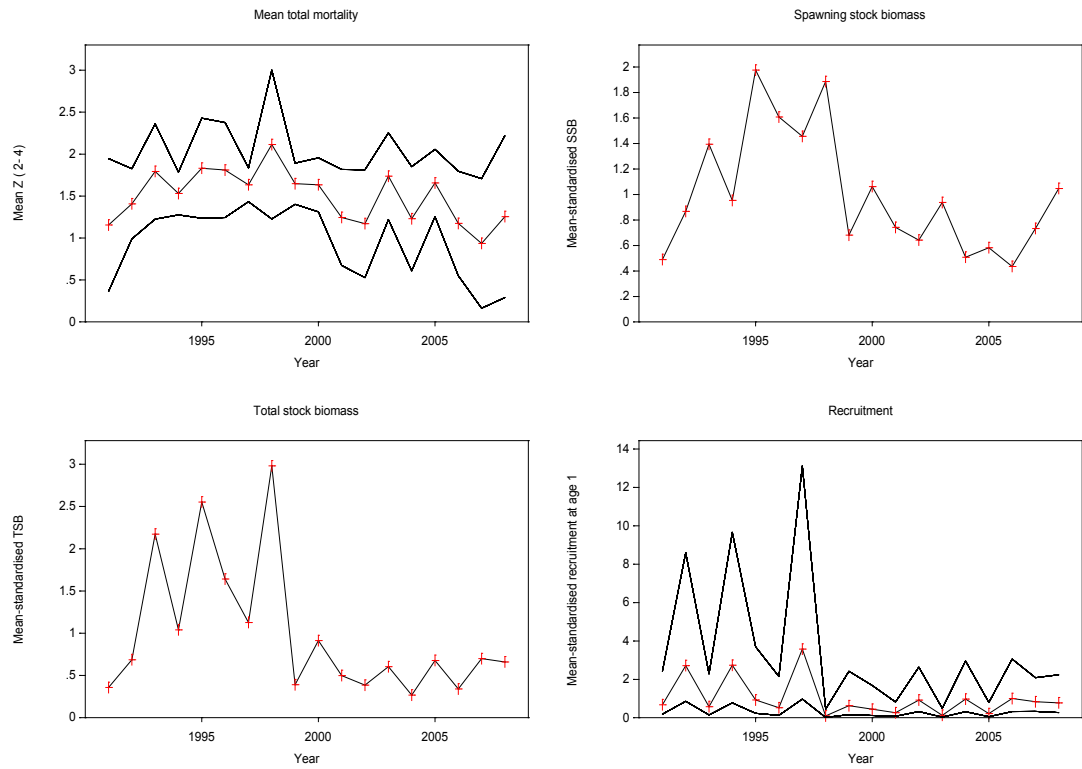 Mean total mortality
Mean Z ( 2- 4)
3
2.5
2
1.5
1
.5
0
1995 2000 2005
Year
Spawning stock biomass
Mean-standardised SSB
2
1.8
1.6
1.4
1.2
1
.8
.6
.4
.2
0
1995 2000 2005
Year
Total stock biomass
Mean-standardised TSB
3
2.5
2
1.5
1
.5
0
1995 2000 2005
Year
Recruitment
Mean-standardised recruitment at age 1
14
12
10
8
6
4
2
0
1995 2000 2005
Year